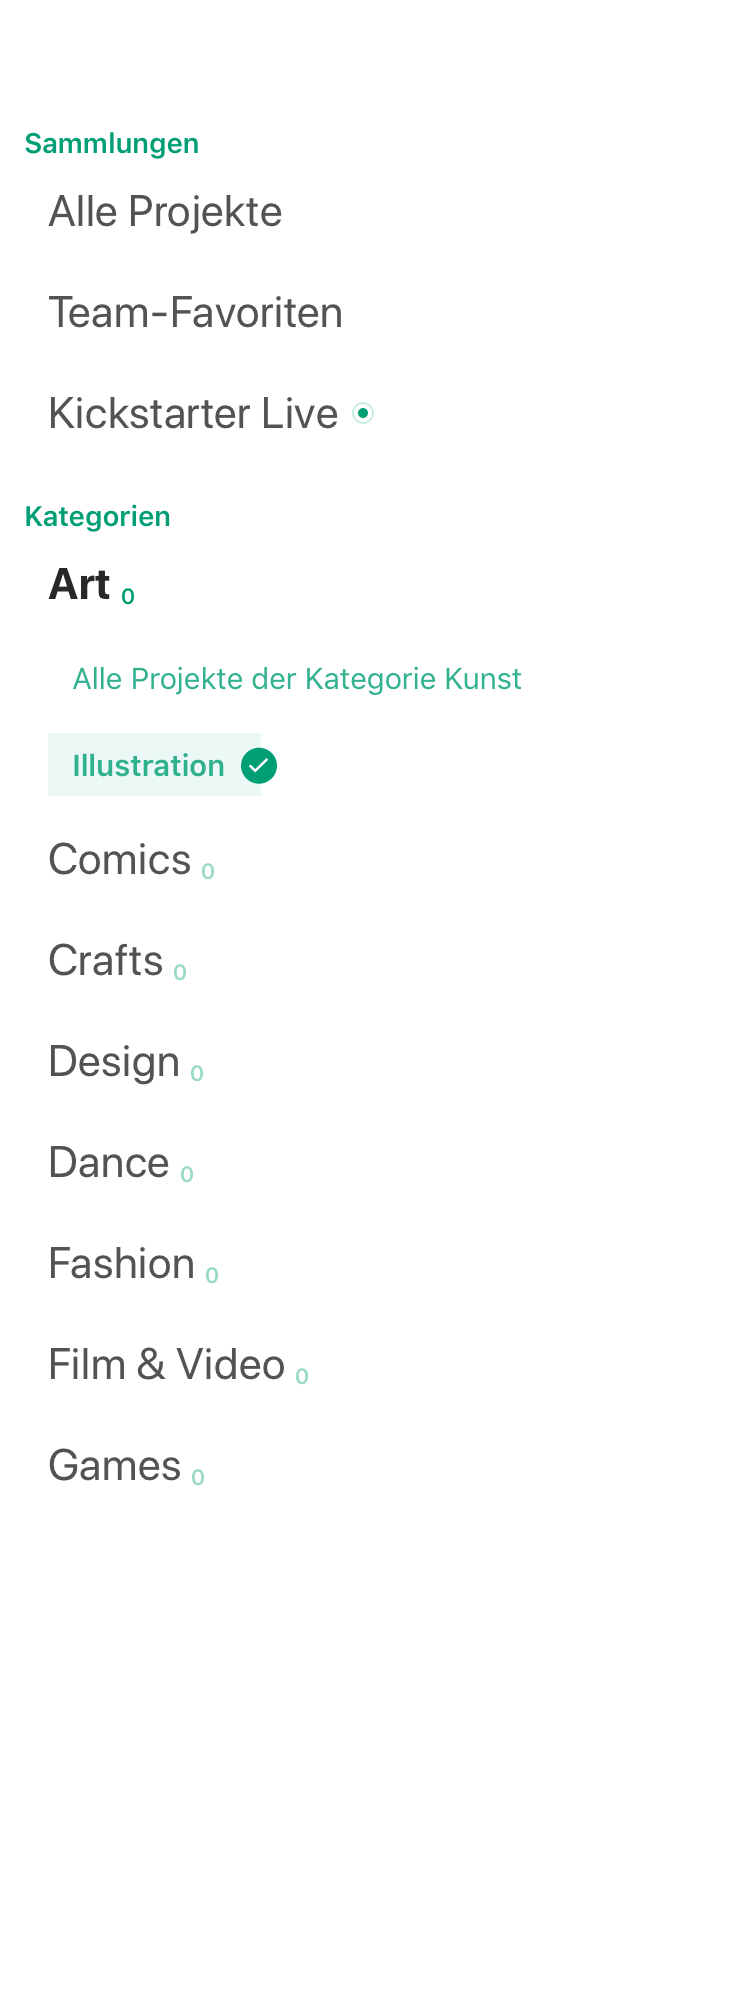 Sammlungen
Alle Projekte
Team-Favoriten
Kickstarter Live
Kategorien
Art 0
Alle Projekte der Kategorie Kunst
Illustration
Comics 0
Crafts 0
Design 0
Dance 0
Fashion 0
Film & Video 0
Games 0